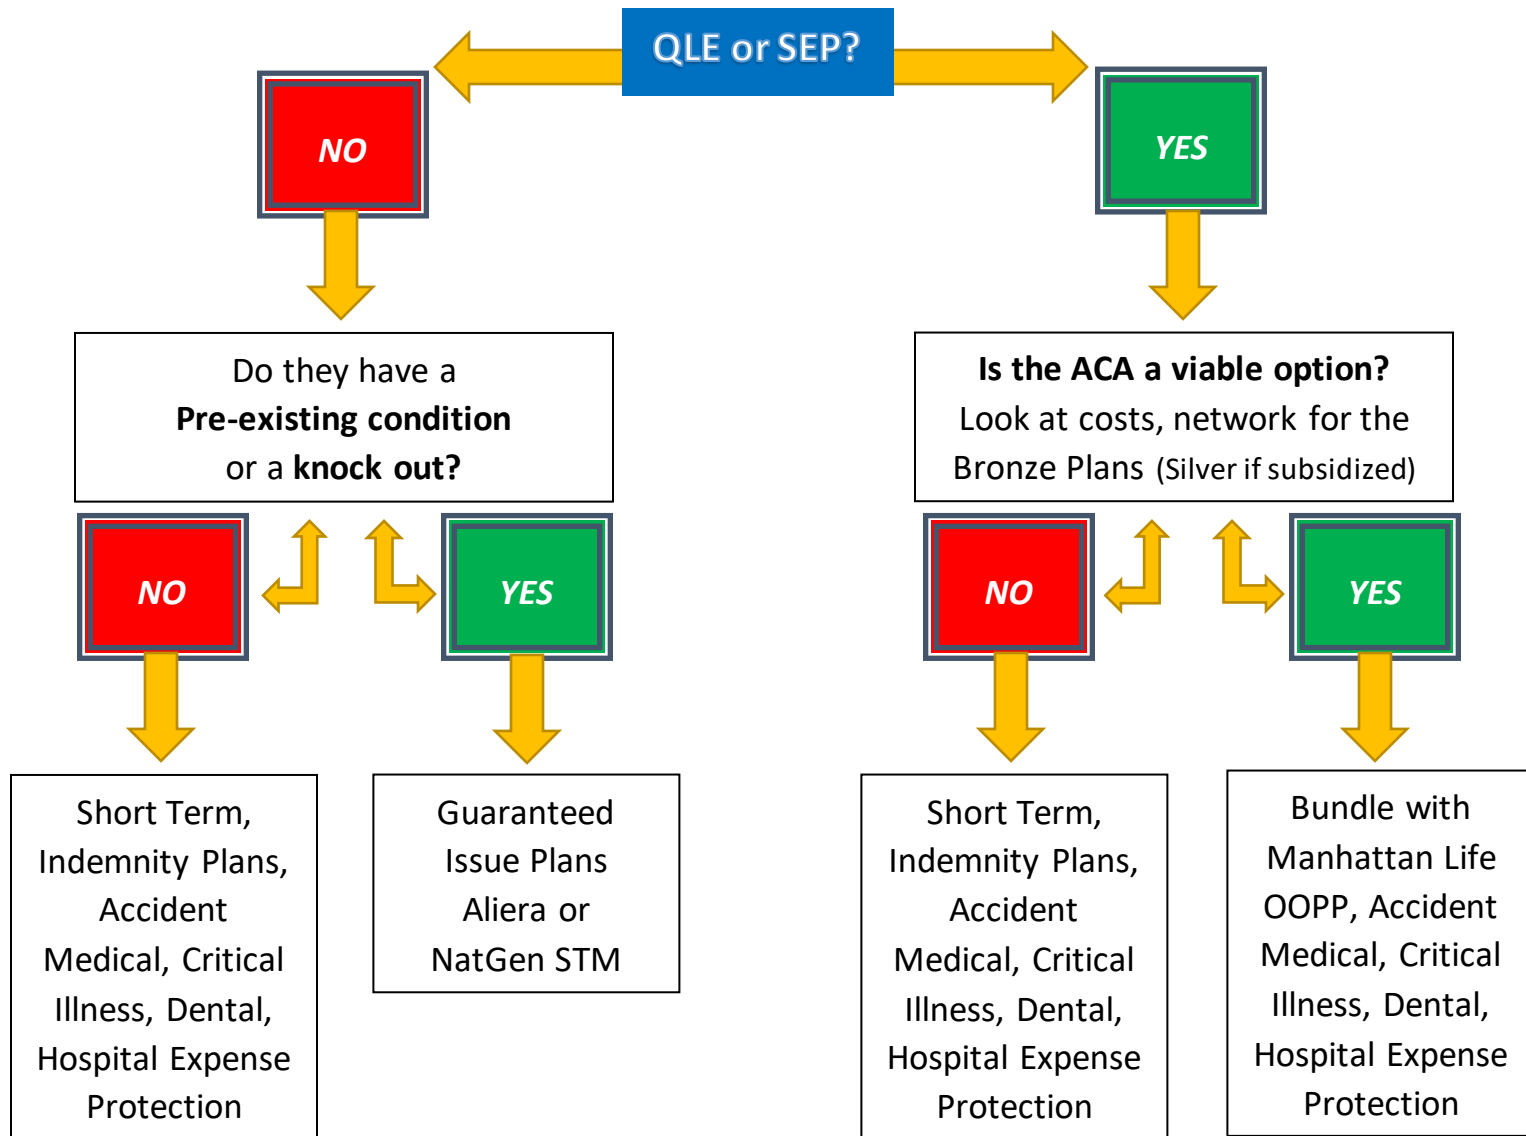 QLE or SEP?
NO
YES
Do they have a
Pre-existing condition
or a knock out?
Is the ACA a viable option?
Look at costs, network for the
Bronze Plans (Silver if subsidized)
NO
YES
NO
YES
Short Term,
Indemnity Plans,
Accident
Medical, Critical
Illness, Dental,
Hospital Expense
Protection
Guaranteed
Issue Plans
Aliera or
NatGen STM
Short Term,
Indemnity Plans,
Accident
Medical, Critical
Illness, Dental,
Hospital Expense
Protection
Bundle with
Manhattan Life
OOPP, Accident
Medical, Critical
Illness, Dental,
Hospital Expense
Protection